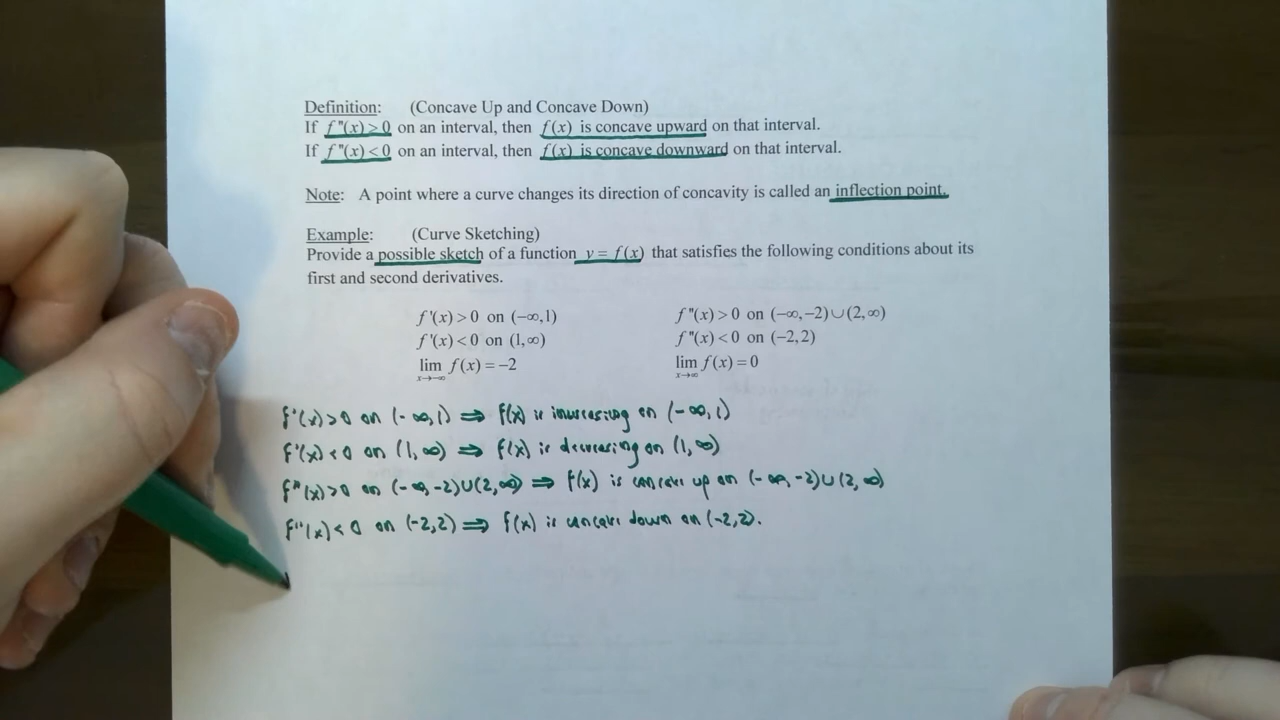 Definition: (Concave Up and Concave Down)
If f"(x) > 0 on an interval, then f(x) is concave upward on that interval.
If f"(x) < 0 on an interval, then f(x) is concave downward on that interval.
Note: A point where a curve changes its direction of concavity is called an inflection point.
Example: (Curve Sketching)
Provide a possible sketch of a function y = f(x) that satisfies the following conditions about its
first and second derivatives.
f'(x) > 0 on (−∞,1) f"(x) > 0 on (−∞,−2)∪(2,∞)
f'(x) < 0 on (1,∞) f"(x) < 0 on (−2,2)
lim f(x) = −2 lim f(x) = 0
x→−∞ x→∞
f'(x) > 0 on (-∞,1) ⇒ f(x) is increasing on (-∞,1)
f'(x) < 0 on (1,∞) ⇒ f(x) is decreasing on (1,∞)
f"(x) > 0 on (-∞,-2)∪(2,∞) ⇒ f(x) is concave up on (-∞,-2)∪(2,∞)
f"(x) < 0 on (-2,2) ⇒ f(x) is concave down on (-2,2).